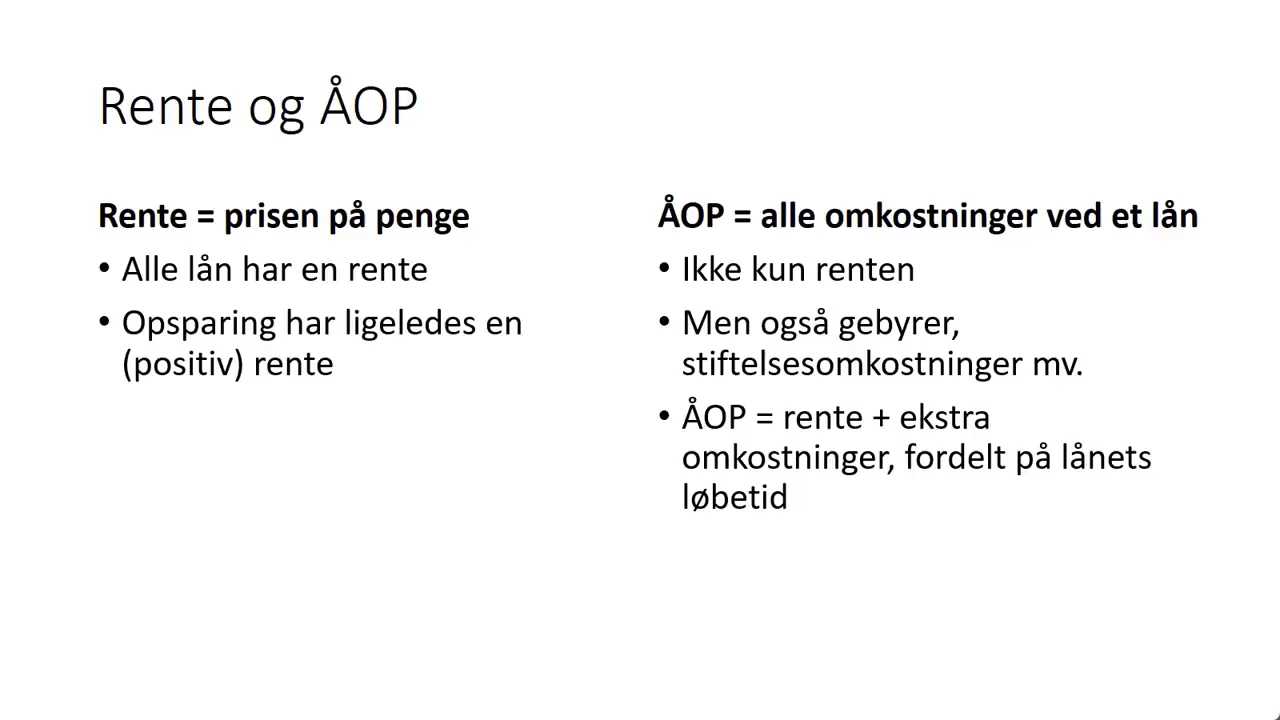 Rente og ÅOP
Rente = prisen på penge
• Alle lån har en rente
• Opsparing har ligeledes en
(positiv) rente
ÅOP = alle omkostninger ved et lån
• Ikke kun renten
• Men også gebyrer,
stiftelsesomkostninger mv.
• ÅOP = rente + ekstra
omkostninger, fordelt på lånets
løbetid